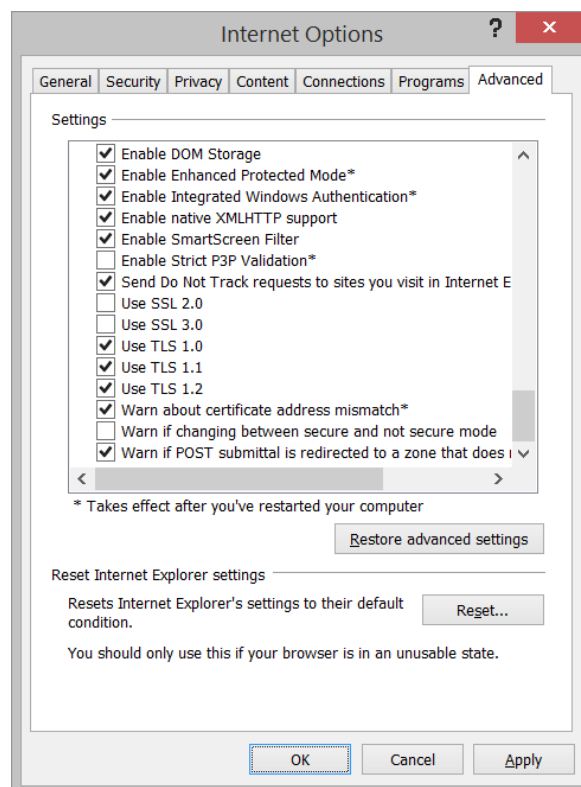 Internet Options
?
General Security Privacy Content Connections Programs Advanced
Settings
Enable DOM Storage
Enable Enhanced Protected Mode*
Enable Integrated Windows Authentication*
Enable native XMLHTTP support
Enable SmartScreen Filter
Enable Strict P3P Validation*
Send Do Not Track requests to sites you visit in Internet E
Use SSL 2.0
Use SSL 3.0
Use TLS 1.0
Use TLS 1.1
Use TLS 1.2
Warn about certificate address mismatch*
Warn if changing between secure and not secure mode
Warn if POST submittal is redirected to a zone that does
* Takes effect after you've restarted your computer
Restore advanced settings
Reset Internet Explorer settings
Resets Internet Explorer's settings to their default
condition.
Reset...
You should only use this if your browser is in an unusable state.
OK Cancel Apply